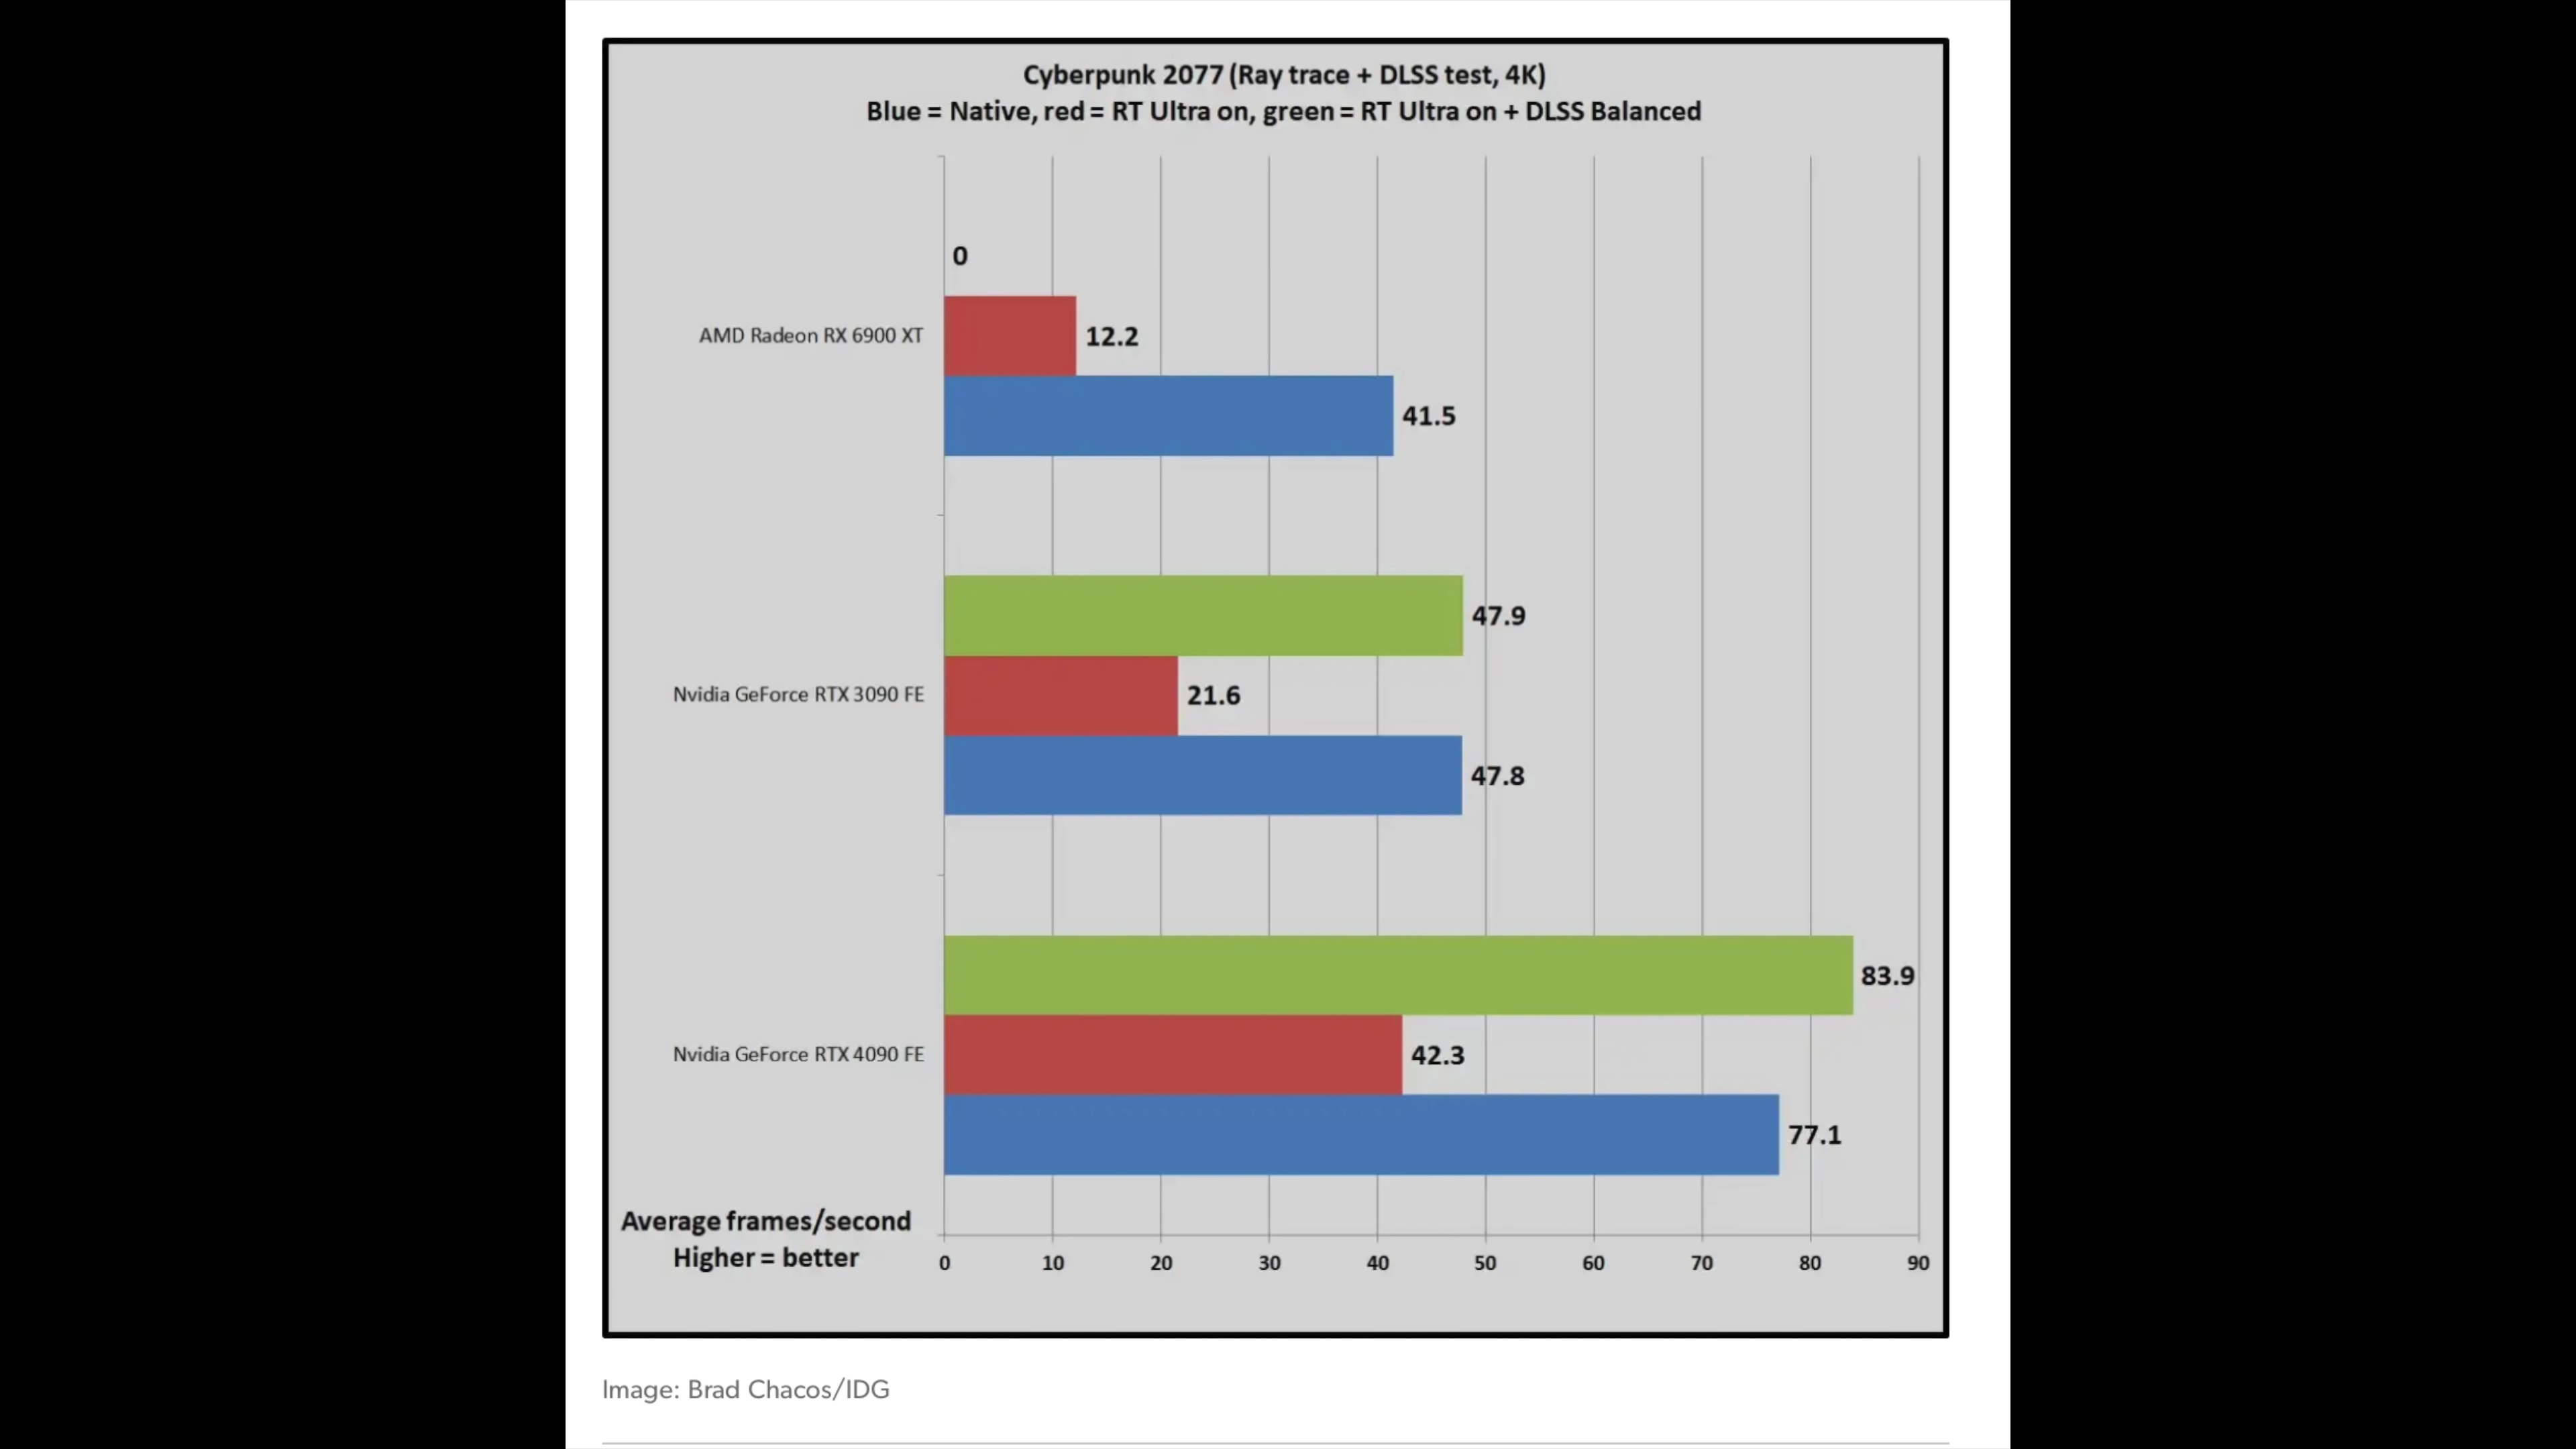 Cyberpunk 2077 (Ray trace + DLSS test, 4K)
Blue = Native, red = RT Ultra on, green = RT Ultra on + DLSS Balanced
0
AMD Radeon RX 6900 XT
12.2
41.5
47.9
Nvidia GeForce RTX 3090 FE
21.6
47.8
83.9
Nvidia GeForce RTX 4090 FE
42.3
77.1
Average frames/second
Higher = better
0 10 20 30 40 50 60 70 80 90
Image: Brad Chacos/IDG